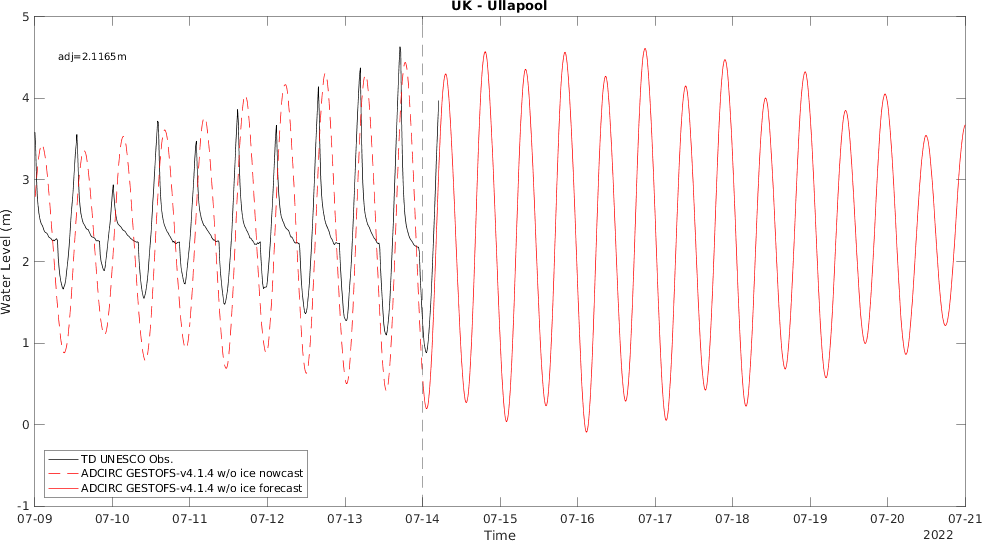 UK - Ullapool
5
adj=2.1165m
4
3
2
1
0
-1
Water Level (m)
TD UNESCO Obs.
ADCIRC GESTOFS-v4.1.4 w/o ice nowcast
ADCIRC GESTOFS-v4.1.4 w/o ice forecast
07-09 07-10 07-11 07-12 07-13 07-14 07-15 07-16 07-17 07-18 07-19 07-20 07-21
Time
2022